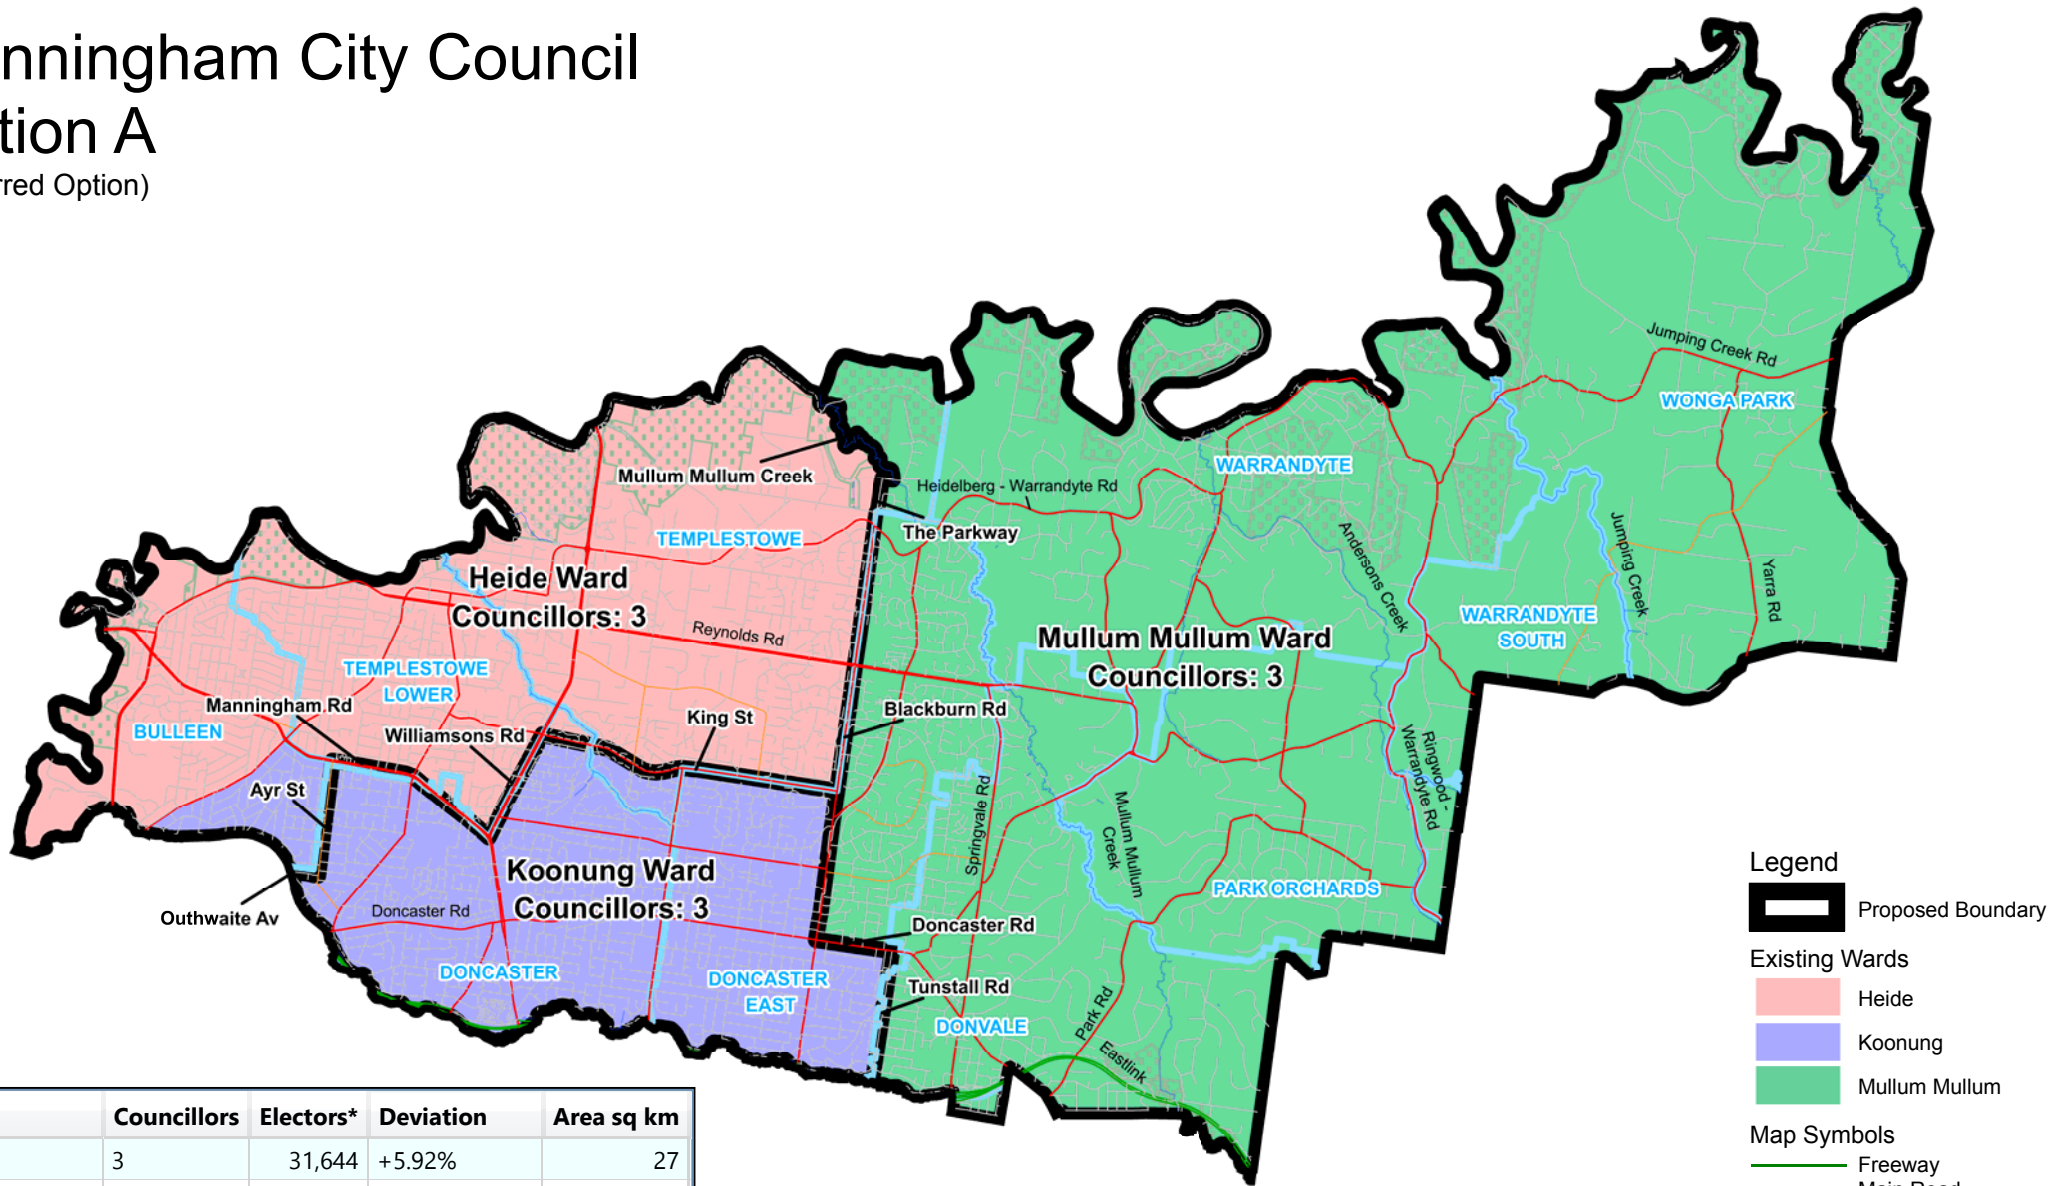 nningham City Council
tion A
rred Option)
Jumping Creek Rd
WONGA PARK
Mullum Mullum Creek
WARRANDYTE
Heidelberg - Warrandyte Rd
TEMPLESTOWE
The Parkway
Andersons Creek
Jumping Creek
Yarra Rd
Heide Ward
Councillors: 3
WARRANDYTE
SOUTH
Reynolds Rd
Mullum Mullum Ward
Councillors: 3
TEMPLESTOWE
LOWER
Manningham Rd
BULLEEN
Williamsons Rd
King St
Blackburn Rd
Ringwood -
Warrandyte Rd
Ayr St
Springvale Rd
Mullum Mullum
Creek
Koonung Ward
Councillors: 3
PARK ORCHARDS
Outhwaite Av
Doncaster Rd
Doncaster Rd
DONCASTER
DONCASTER
EAST
Tunstall Rd
DONVALE
Park Rd
Eastlink
Legend
Proposed Boundary
Existing Wards
Heide
Koonung
Mullum Mullum
Map Symbols
Freeway
Main Road
Councillors Electors* Deviation Area sq km
3 31,644 +5.92% 27